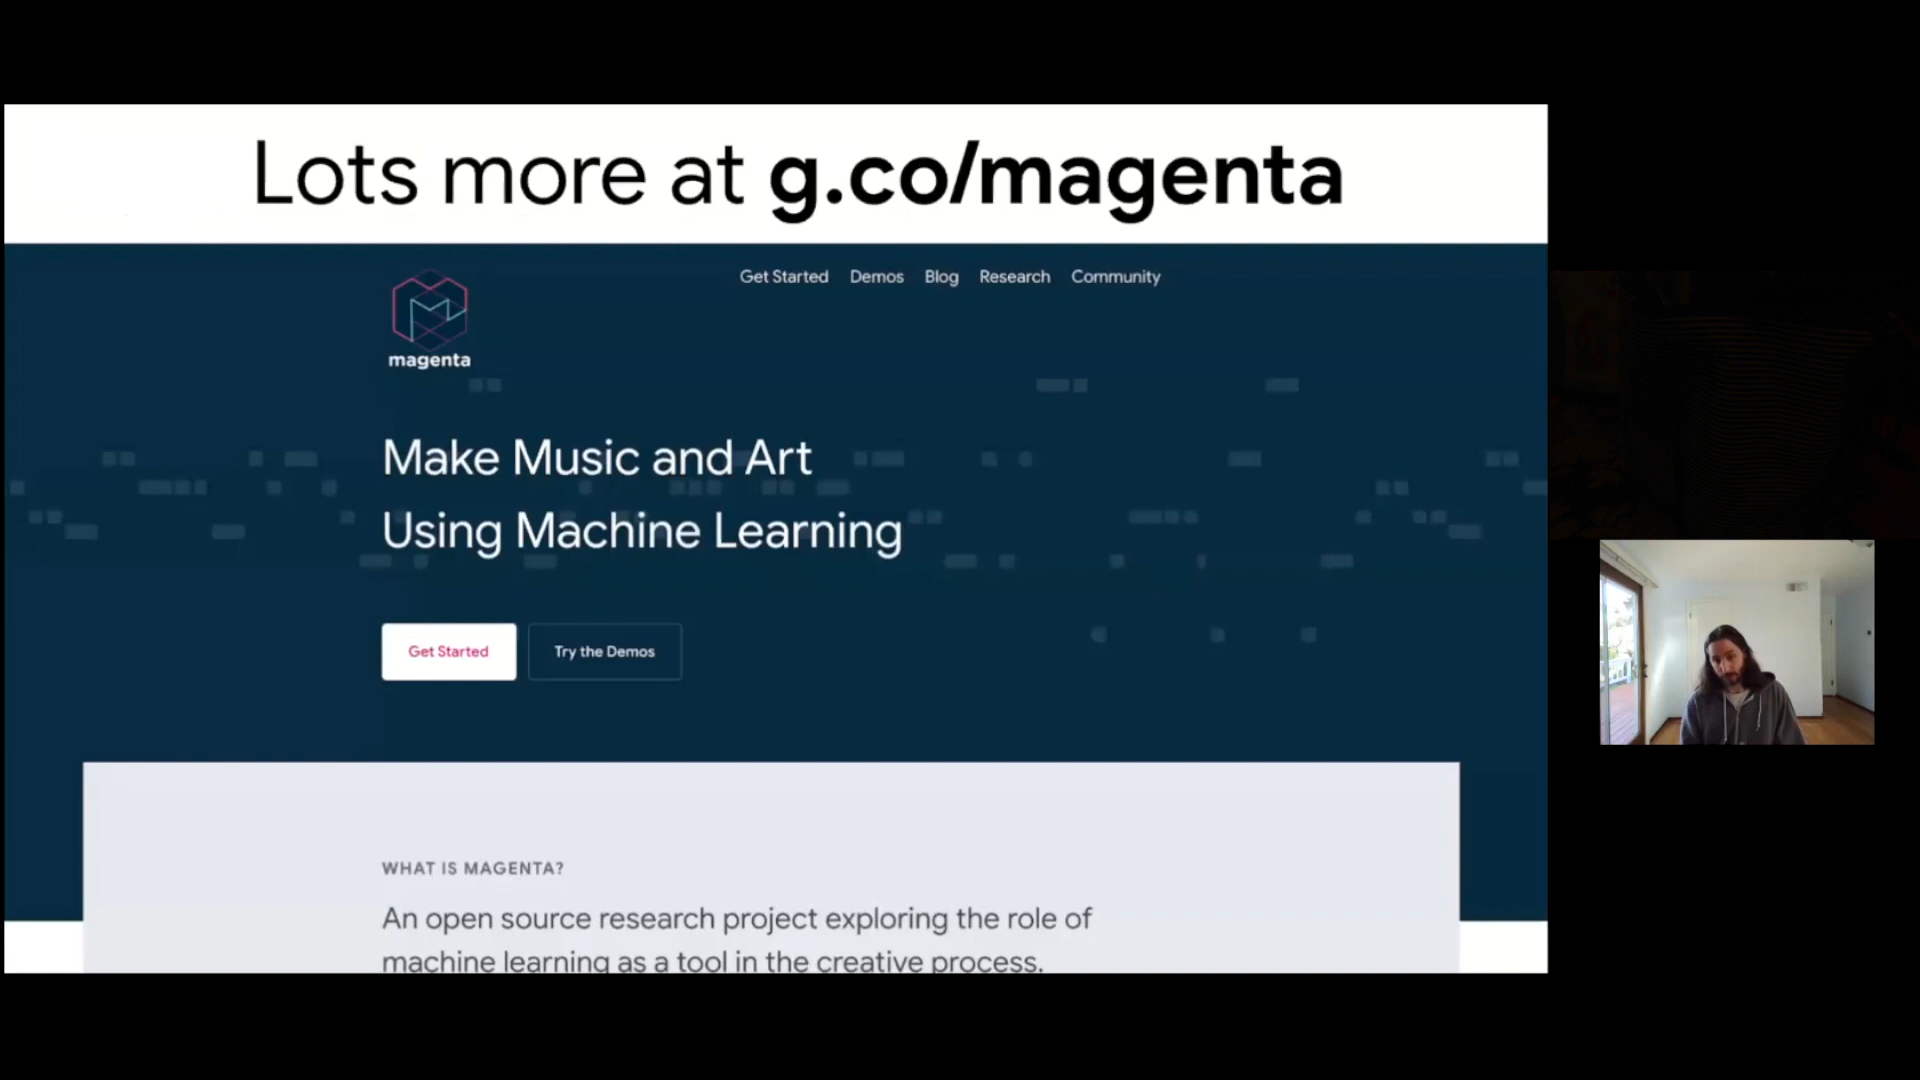 Lots more at g.co/magenta
magenta
Get Started
Demos
Blog
Research
Community
Make Music and Art
Using Machine Learning
Get Started
Try the Demos
WHAT IS MAGENTA?
An open source research project exploring the role of
machine learning as a tool in the creative process.